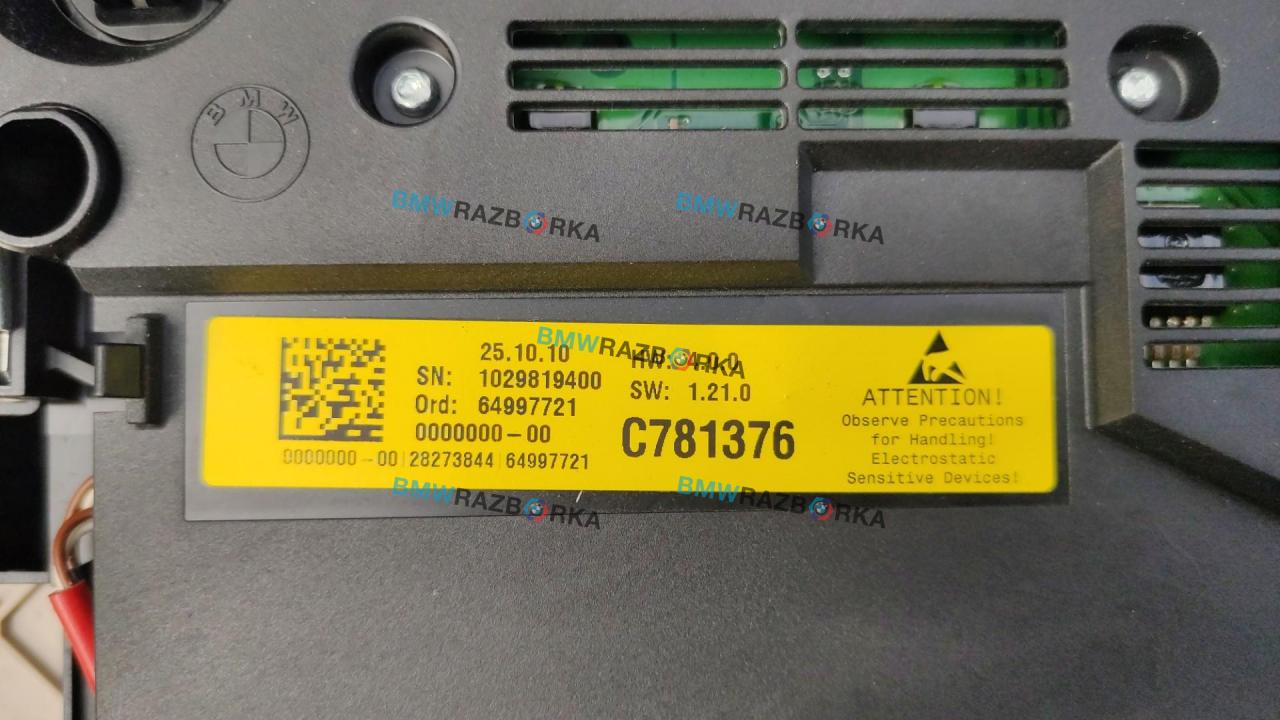 BMW
BMWRAZBORKA
BMWRAZBORKA
25.10.10
SN: 1029819400
Ord: 64997721
0000000-00
0000000-00|28273844|64997721
BMWRAZBORKA
HW:
SW: 1.21.0
C781376
ATTENTION!
Observe Precautions
for Handling!
Electrostatic
Sensitive Devices!
BMWRAZBORKA
BMWRAZBORKA